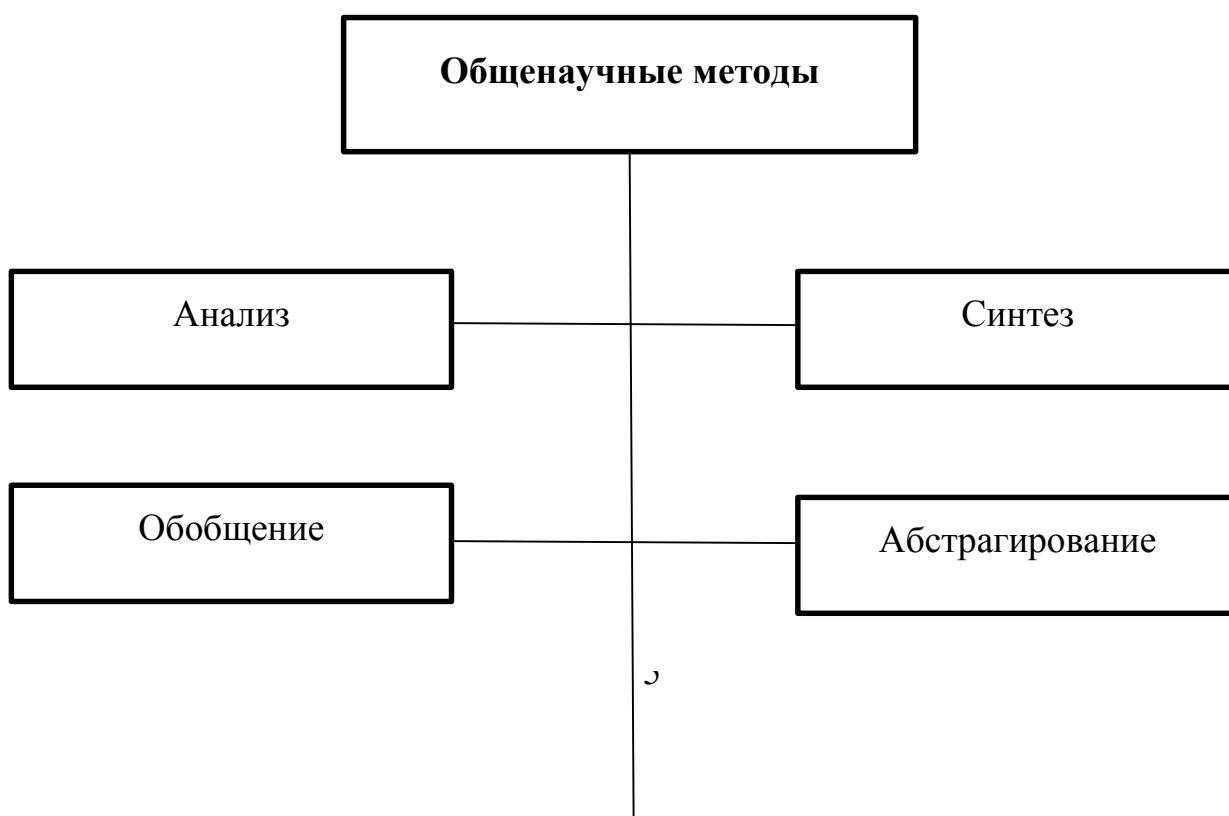 Общенаучные методы
Анализ
Синтез
Обобщение
Абстрагирование